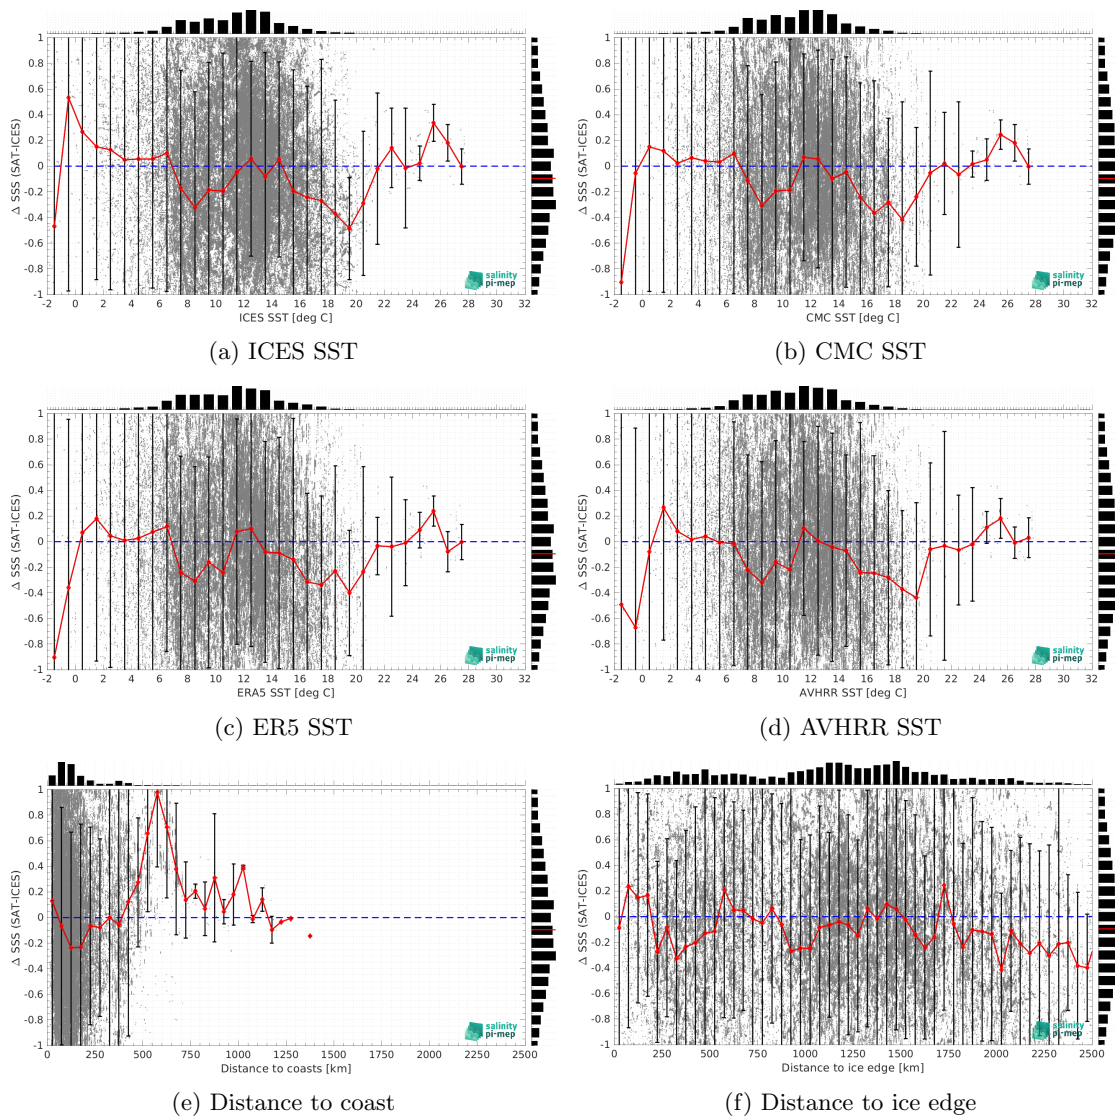 1
0.8
0.6
0.4
0.2
0
-0.2
-0.4
-0.6
-0.8
-1
Δ SSS (SAT-ICES)
salinity
pi-mep
-2 0 2 4 6 8 10 12 14 16 18 20 22 24 26 28 32
ICES SST [deg C]
(a) ICES SST
1
0.8
0.6
0.4
0.2
0
-0.2
-0.4
-0.6
-0.8
-1
Δ SSS (SAT-ICES)
salinity
pi-mep
-2 0 2 4 6 8 10 12 14 16 18 20 22 24 26 28 32
CMC SST [deg C]
(b) CMC SST
1
0.8
0.6
0.4
0.2
0
-0.2
-0.4
-0.6
-0.8
-1
Δ SSS (SAT-ICES)
salinity
pi-mep
-2 0 2 4 6 8 10 12 14 16 18 20 22 24 26 28 32
ERA5 SST [deg C]
(c) ER5 SST
1
0.8
0.6
0.4
0.2
0
-0.2
-0.4
-0.6
-0.8
-1
Δ SSS (SAT-ICES)
salinity
pi-mep
-2 0 2 4 6 8 10 12 14 16 18 20 22 24 26 28 32
AVHRR SST [deg C]
(d) AVHRR SST
1
0.8
0.6
0.4
0.2
0
-0.2
-0.4
-0.6
-0.8
-1
Δ SSS (SAT-ICES)
salinity
pi-mep
0 250 500 750 1000 1250 1500 1750 2000 2250 2500
Distance to coasts [km]
(e) Distance to coast
1
0.8
0.6
0.4
0.2
0
-0.2
-0.4
-0.6
-0.8
-1
Δ SSS (SAT-ICES)
salinity
pi-mep
0 250 500 750 1000 1250 1500 1750 2000 2250 2500
Distance to ice edge [km]
(f) Distance to ice edge